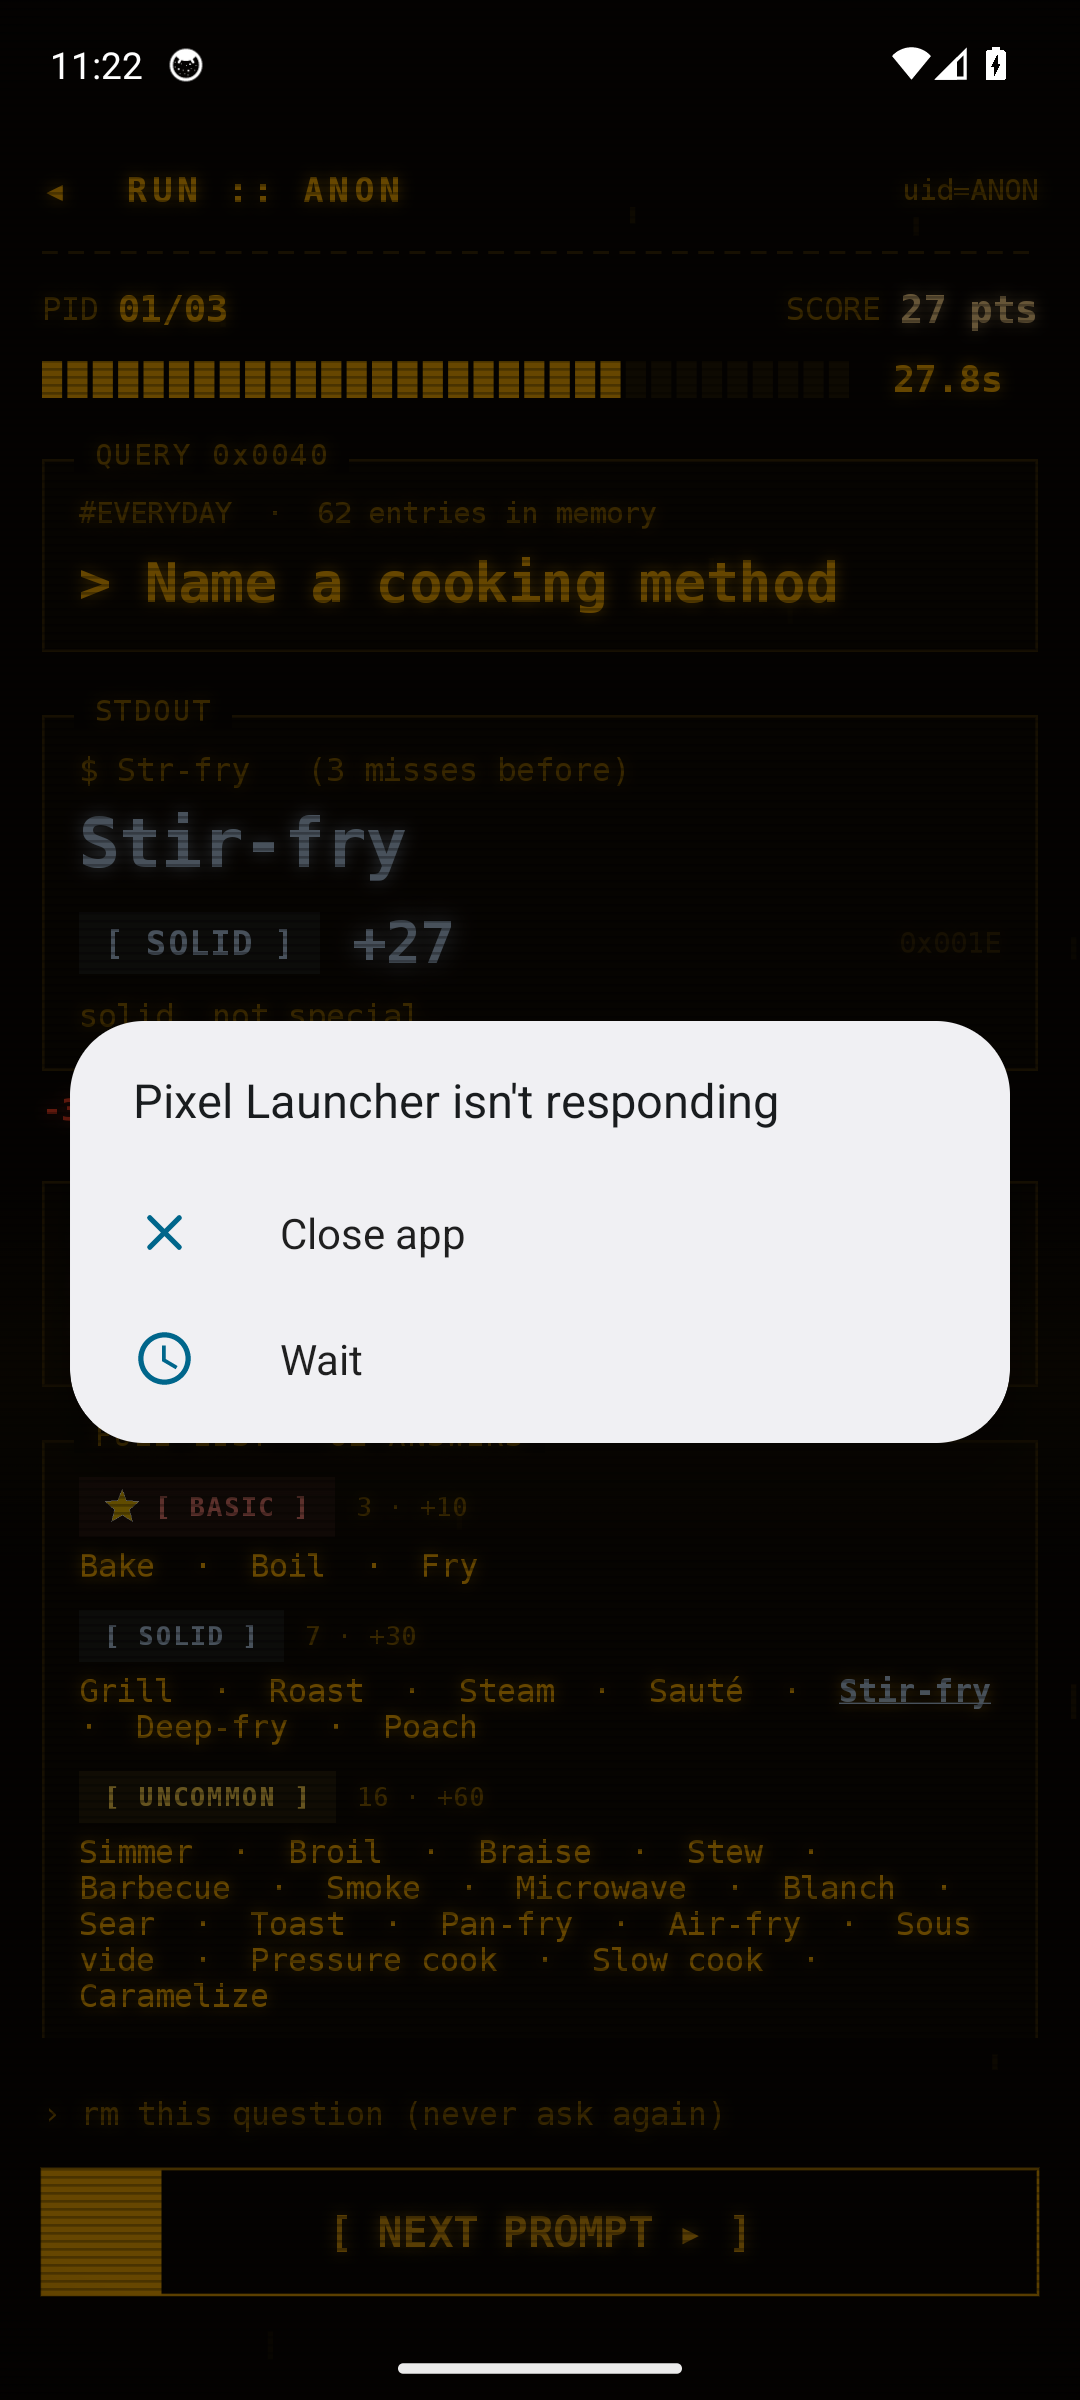 11:22
◂ RUN :: ANON uid=ANON
PID 01/03 SCORE 27 pts
27.8s
QUERY 0x0040
#EVERYDAY · 62 entries in memory
> Name a cooking method
STDOUT
$ Str-fry (3 misses before)
Stir-fry
[ SOLID ] +27 0x001E
solid, not special
Pixel Launcher isn't responding
Close app
Wait
[ BASIC ] 3 · +10
Bake · Boil · Fry
[ SOLID ] 7 · +30
Grill · Roast · Steam · Sauté · Stir-fry
· Deep-fry · Poach
[ UNCOMMON ] 16 · +60
Simmer · Broil · Braise · Stew ·
Barbecue · Smoke · Microwave · Blanch ·
Sear · Toast · Pan-fry · Air-fry · Sous
vide · Pressure cook · Slow cook ·
Caramelize
› rm this question (never ask again)
[ NEXT PROMPT ▸ ]